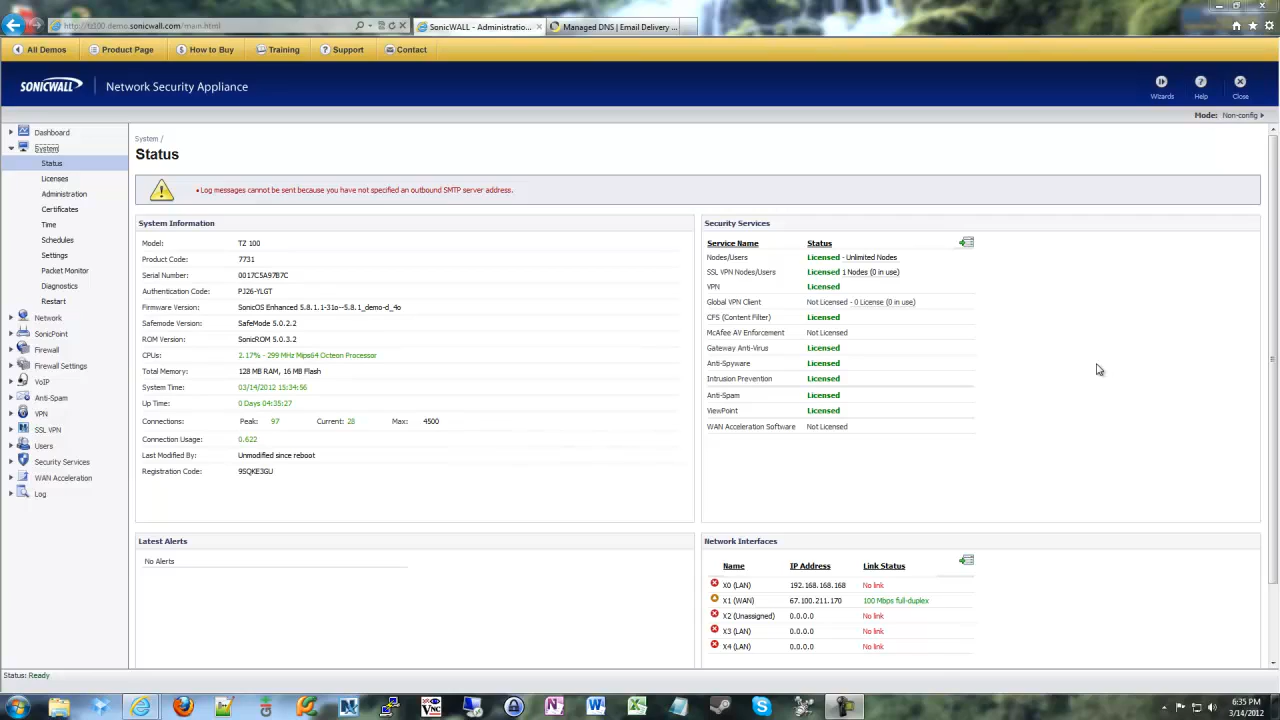 http://tz100.demo.sonicwall.com/main.html
SonicWALL - Administratio...
Managed DNS | Email Delivery ...
All Demos
Product Page
How to Buy
Training
Support
Contact
SONICWALL
Network Security Appliance
Wizards
Help
Close
Mode: Non-config
Dashboard
System
Status
Licenses
Administration
Certificates
Time
Schedules
Settings
Packet Monitor
Diagnostics
Restart
Network
SonicPoint
Firewall
Firewall Settings
VoIP
Anti-Spam
VPN
SSL VPN
Users
Security Services
WAN Acceleration
Log
System /
Status
Log messages cannot be sent because you have not specified an outbound SMTP server address.
System Information
Model: TZ 100
Product Code: 7731
Serial Number: 0017C5A97B7C
Authentication Code: PJ26-YLGT
Firmware Version: SonicOS Enhanced 5.8.1.1-31o--5.8.1_demo-d_4o
Safemode Version: SafeMode 5.0.2.2
ROM Version: SonicROM 5.0.3.2
CPUs: 2.17% - 299 MHz Mips64 Octeon Processor
Total Memory: 128 MB RAM, 16 MB Flash
System Time: 03/14/2012 15:34:56
Up Time: 0 Days 04:35:27
Connections: Peak: 97 Current: 28 Max: 4500
Connection Usage: 0.622
Last Modified By: Unmodified since reboot
Registration Code: 9SQKE3GU
Security Services
Service Name Status
Nodes/Users Licensed - Unlimited Nodes
SSL VPN Nodes/Users Licensed 1 Nodes (0 in use)
VPN Licensed
Global VPN Client Not Licensed - 0 License (0 in use)
CFS (Content Filter) Licensed
McAfee AV Enforcement Not Licensed
Gateway Anti-Virus Licensed
Anti-Spyware Licensed
Intrusion Prevention Licensed
Anti-Spam Licensed
ViewPoint Licensed
WAN Acceleration Software Not Licensed
Latest Alerts
No Alerts
Network Interfaces
Name IP Address Link Status
X0 (LAN) 192.168.168.168 No link
X1 (WAN) 67.100.211.170 100 Mbps full-duplex
X2 (Unassigned) 0.0.0.0 No link
X3 (LAN) 0.0.0.0 No link
X4 (LAN) 0.0.0.0 No link
Status: Ready
6:35 PM
3/14/2012